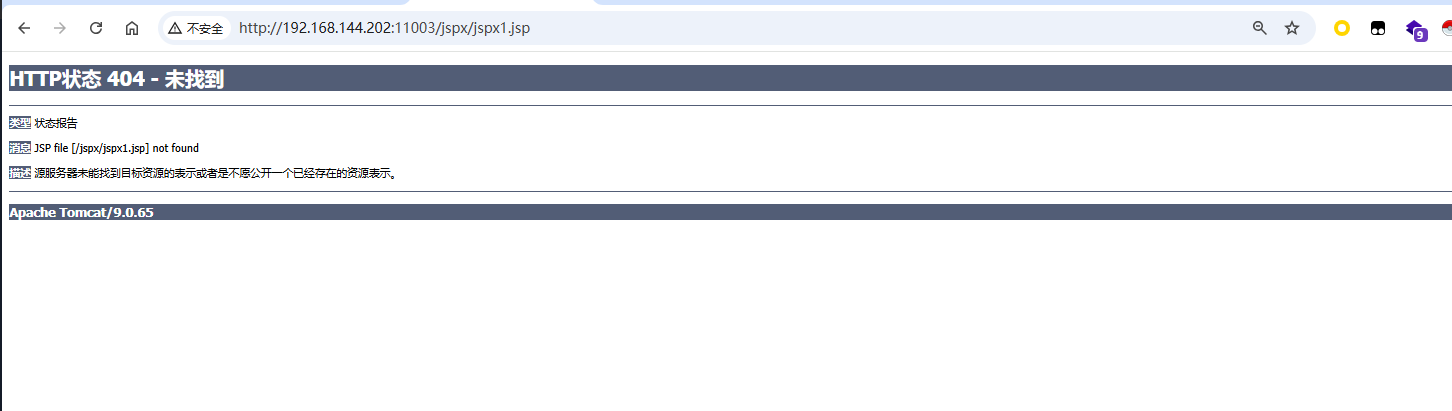 不安全 http://192.168.144.202:11003/jspx/jspx1.jsp 9
HTTP状态 404 - 未找到
类型 状态报告
消息 JSP file [/jspx/jspx1.jsp] not found
描述 源服务器未能找到目标资源的表示或者是不愿公开一个已经存在的资源表示。
Apache Tomcat/9.0.65